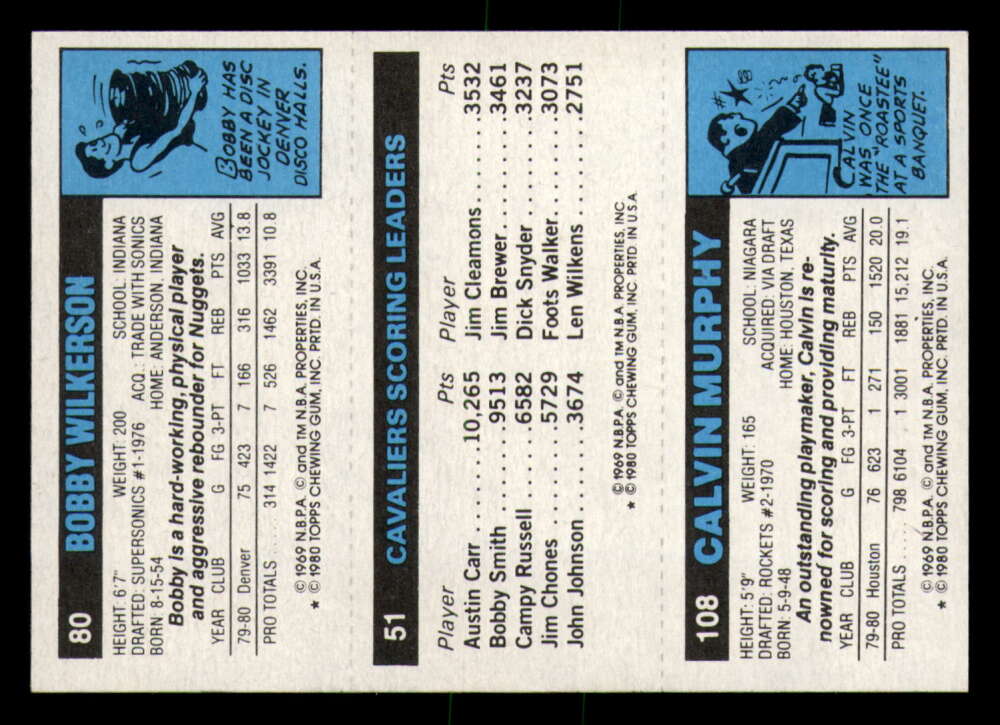 80 BOBBY WILKERSON
HEIGHT: 6'7" WEIGHT: 200 SCHOOL: INDIANA
DRAFTED: SUPERSONICS #1-1976 ACQ.: TRADE WITH SONICS
BORN: 8-15-54 HOME: ANDERSON, INDIANA
Bobby is a hard-working, physical player
and aggressive rebounder for Nuggets.
YEAR CLUB G FG 3-PT FT REB PTS AVG
79-80 Denver 75 423 7 166 316 1033 13.8
PRO TOTALS ..... 314 1422 7 526 1462 3391 10.8
© 1969 N.B.P.A. © and TM N.B.A. PROPERTIES, INC.
★ © 1980 TOPPS CHEWING GUM, INC. PRTD. IN U.S.A.
BOBBY HAS
BEEN A DISC
JOCKEY IN
DENVER
DISCO HALLS.
51 CAVALIERS SCORING LEADERS
Player Pts Player Pts
Austin Carr.......10,265 Jim Cleamons.........3532
Bobby Smith.......9513 Jim Brewer...........3461
Campy Russell.....6582 Dick Snyder..........3237
Jim Chones........5729 Foots Walker.........3073
John Johnson......3674 Len Wilkens..........2751
© 1969 N.B.P.A. © and TM N.B.A. PROPERTIES, INC.
★ © 1980 TOPPS CHEWING GUM, INC. PRTD. IN U.S.A.
108 CALVIN MURPHY
HEIGHT: 5'9" WEIGHT: 165 SCHOOL: NIAGARA
DRAFTED: ROCKETS #2-1970 ACQUIRED: VIA DRAFT
BORN: 5-9-48 HOME: HOUSTON, TEXAS
An outstanding playmaker, Calvin is re-
nowned for scoring and providing maturity.
YEAR CLUB G FG 3-PT FT REB PTS AVG
79-80 Houston 76 623 1 271 150 1520 20.0
PRO TOTALS ..... 798 6104 1 3001 1881 15,212 19.1
© 1969 N.B.P.A. © and TM N.B.A. PROPERTIES, INC.
★ © 1980 TOPPS CHEWING GUM, INC. PRTD. IN U.S.A.
CALVIN
WAS ONCE
THE "ROASTEE"
AT A SPORTS
BANQUET.